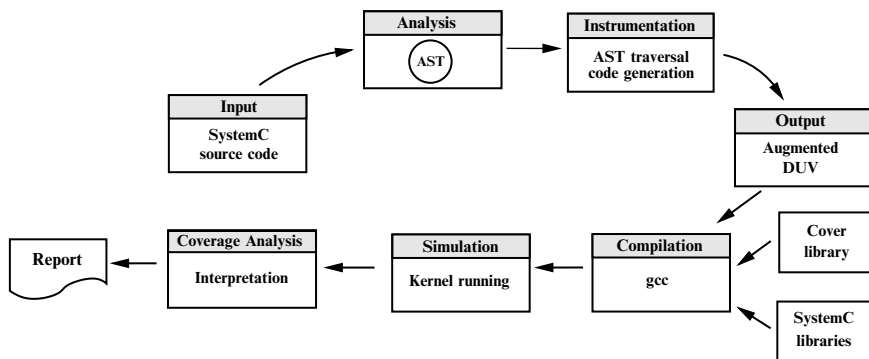 Analysis
AST
Instrumentation
AST traversal
code generation
Input
SystemC
source code
Output
Augmented
DUV
Report
Coverage Analysis
Interpretation
Simulation
Kernel running
Compilation
gcc
Cover
library
SystemC
libraries